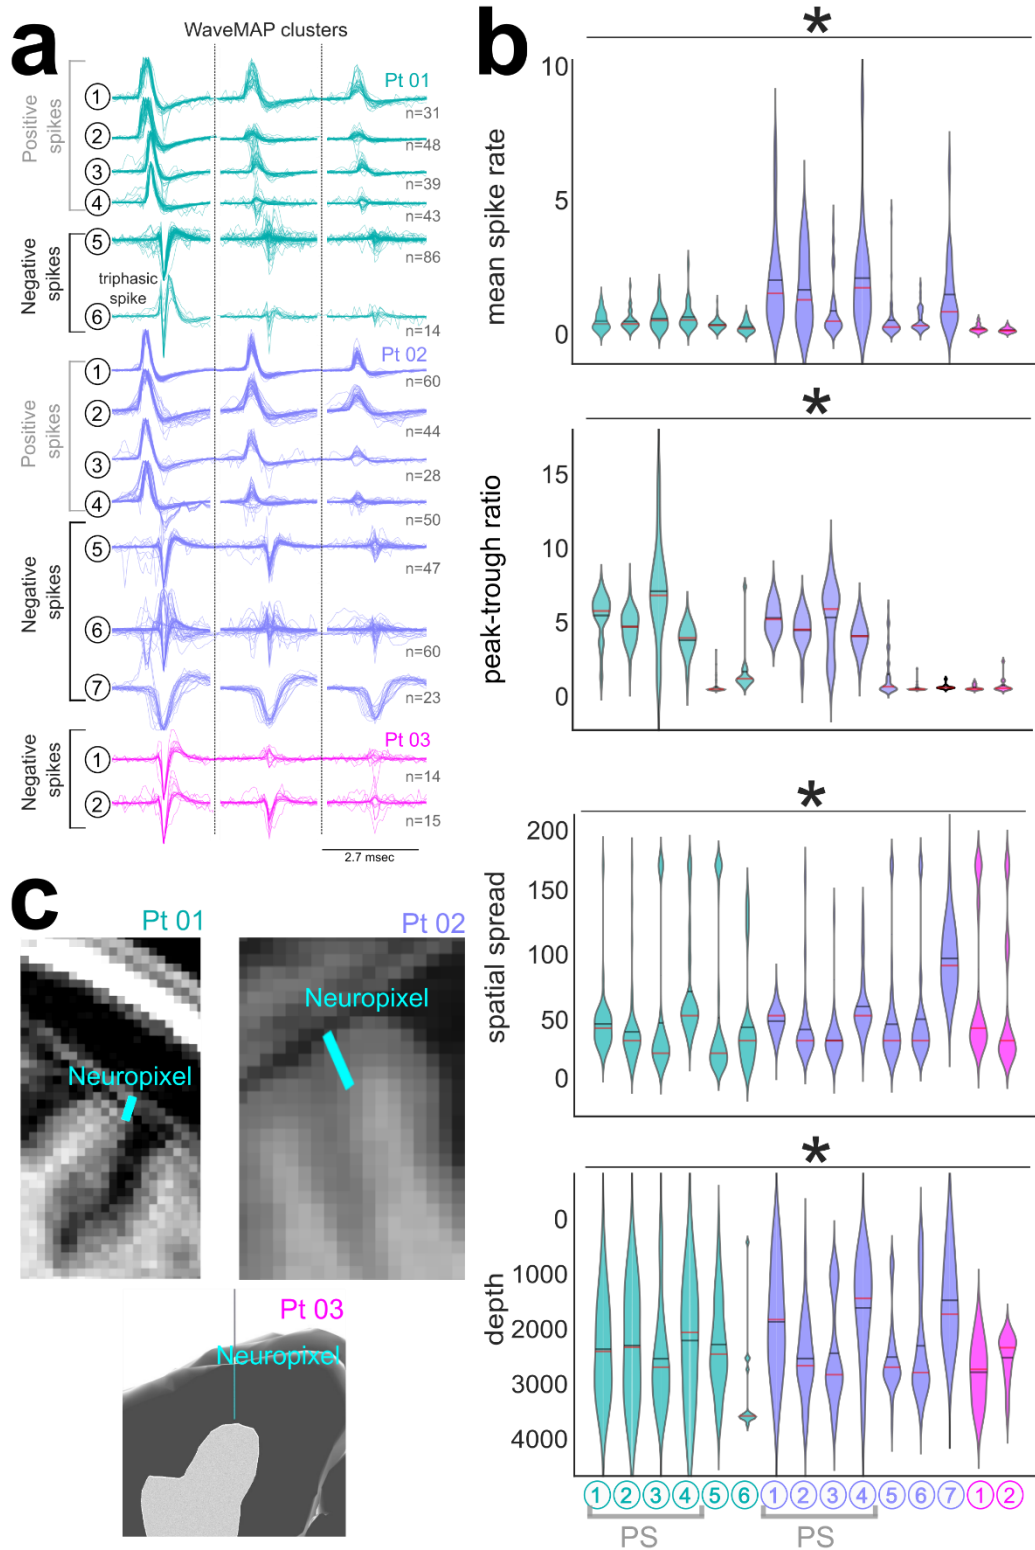 a
WaveMAP clusters
Pt 01
Positive spikes
1
n=31
2
n=48
3
n=39
4
n=43
Negative spikes
5
n=86
triphasic
spike
6
n=14
Pt 02
Positive spikes
1
n=60
2
n=44
3
n=28
4
n=50
Negative spikes
5
n=47
6
n=60
7
n=23
Pt 03
Negative spikes
1
n=14
2
n=15
2.7 msec
b
*
mean spike rate
10
5
0
*
peak-trough ratio
15
10
5
0
*
spatial spread
200
150
100
50
0
*
depth
0
1000
2000
3000
4000
1 2 3 4 5 6 1 2 3 4 5 6 7 1 2
PS PS
c
Pt 01
Neuropixel
Pt 02
Neuropixel
Pt 03
Neuropixel